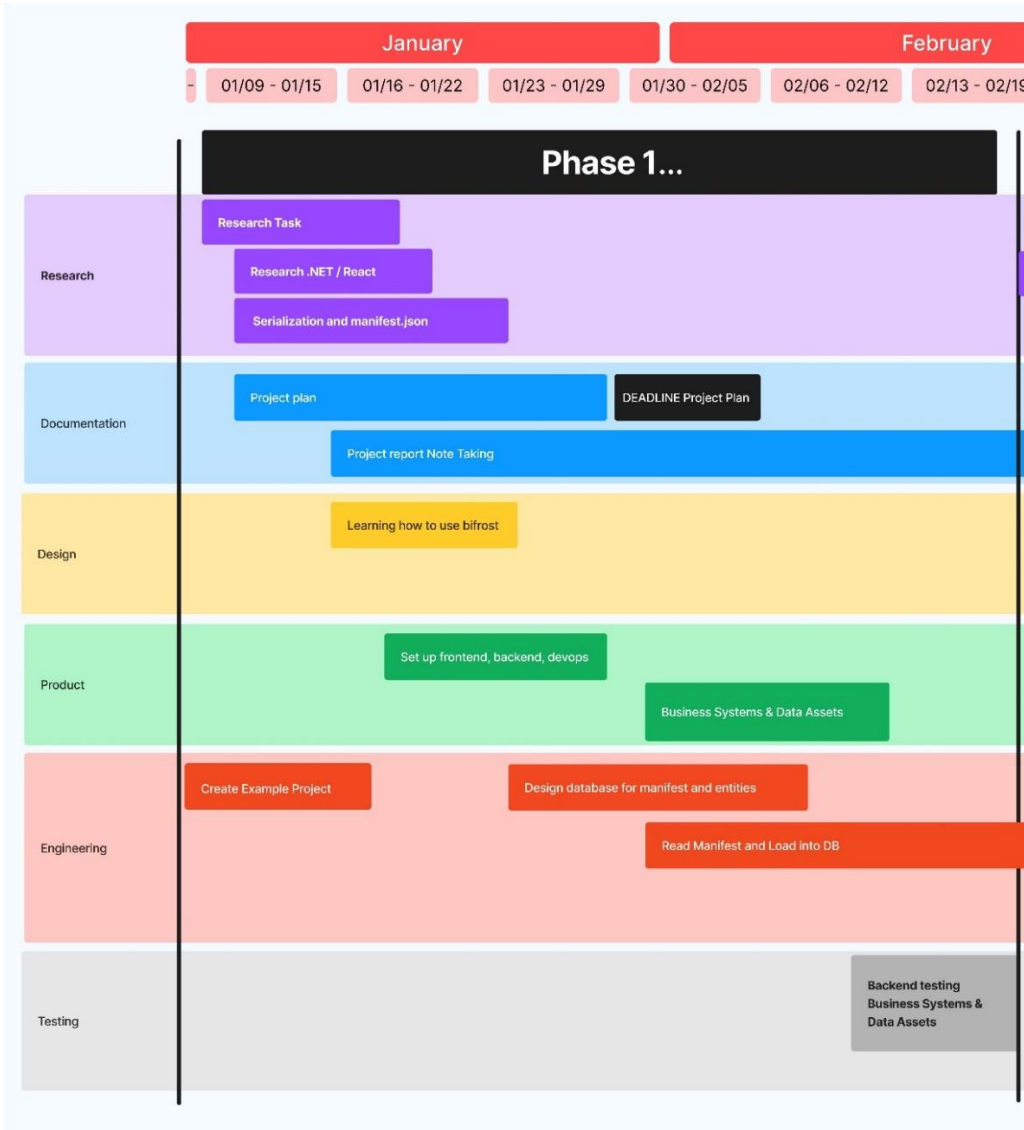 January
February
-
01/09 - 01/15
01/16 - 01/22
01/23 - 01/29
01/30 - 02/05
02/06 - 02/12
02/13 - 02/19
Phase 1...
Research
Research Task
Research .NET / React
Serialization and manifest.json
Documentation
Project plan
DEADLINE Project Plan
Project report Note Taking
Design
Learning how to use bifrost
Product
Set up frontend, backend, devops
Business Systems & Data Assets
Engineering
Create Example Project
Design database for manifest and entities
Read Manifest and Load into DB
Testing
Backend testing
Business Systems &
Data Assets